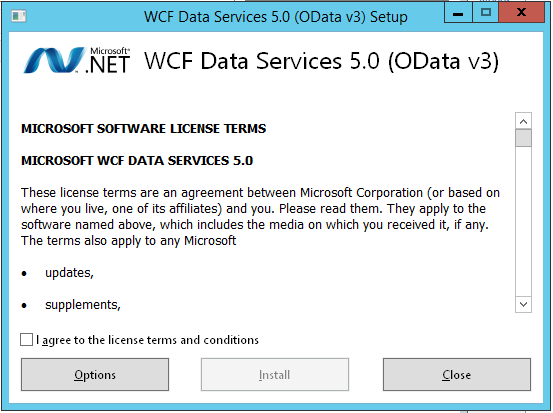 WCF Data Services 5.0 (OData v3) Setup
Microsoft®
.NET
WCF Data Services 5.0 (OData v3)
MICROSOFT SOFTWARE LICENSE TERMS
MICROSOFT WCF DATA SERVICES 5.0
These license terms are an agreement between Microsoft Corporation (or based on
where you live, one of its affiliates) and you. Please read them. They apply to the
software named above, which includes the media on which you received it, if any.
The terms also apply to any Microsoft
• updates,
• supplements,
I agree to the license terms and conditions
Options
Install
Close